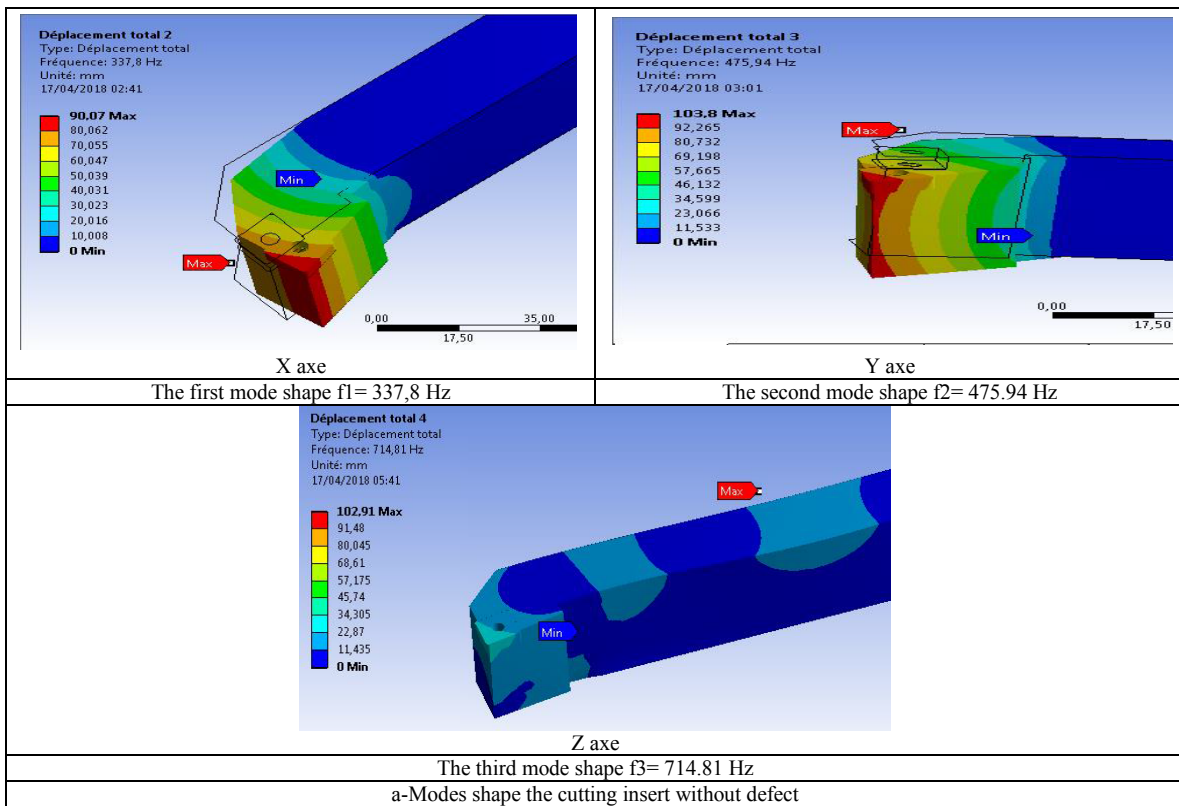 Déplacement total 2
Type: Déplacement total
Fréquence: 337,8 Hz
Unité: mm
17/04/2018 02:41
90,07 Max
80,062
70,055
60,047
50,039
40,031
30,023
20,016
10,008
0 Min
Min
Max
0,00
35,00
17,50
X axe
The first mode shape f1= 337,8 Hz
Déplacement total 3
Type: Déplacement total
Fréquence: 475,94 Hz
Unité: mm
17/04/2018 03:01
103,8 Max
92,265
80,732
69,198
57,665
46,132
34,599
23,066
11,533
0 Min
Max
Min
0,00
17,50
Y axe
The second mode shape f2= 475.94 Hz
Déplacement total 4
Type: Déplacement total
Fréquence: 714,81 Hz
Unité: mm
17/04/2018 05:41
102,91 Max
91,48
80,045
68,61
57,175
45,74
34,305
22,87
11,435
0 Min
Max
Min
Z axe
The third mode shape f3= 714.81 Hz
a-Modes shape the cutting insert without defect